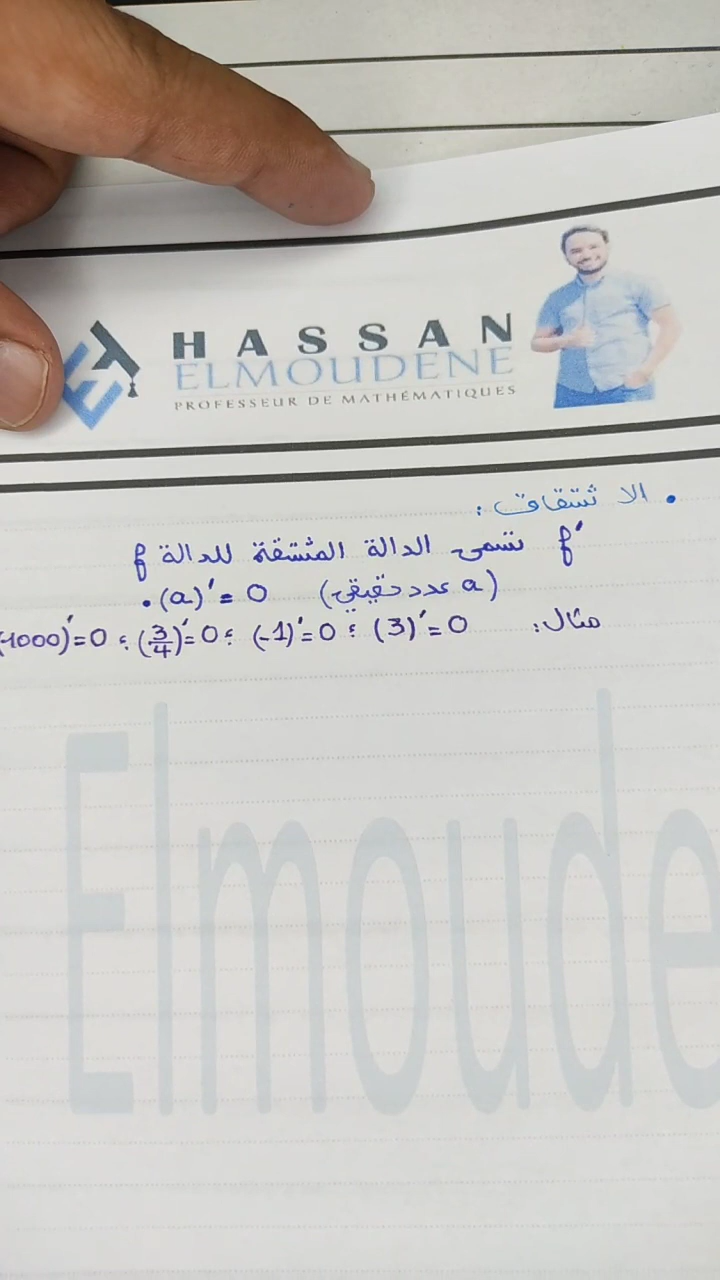 HASSAN
ELMOUDENE
PROFESSEUR DE MATHÉMATIQUES
• الاشتقاق :
f' تسمى الدالة المشتقة للدالة f
• (a)' = 0 (a عدد حقيقي)
مثال: (3)' = 0 ؛ (-1)' = 0 ؛ (3/4)' = 0 ؛ 1000)' = 0
Elmoude